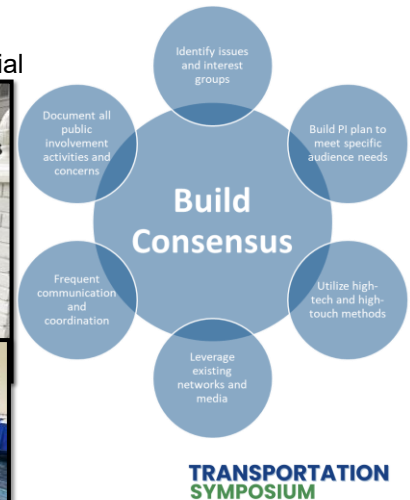 ial
Identify issues
and interest
groups
Build PI plan to
meet specific
audience needs
Utilize high-
tech and high-
touch methods
Leverage
existing
networks and
media
Frequent
communication
and
coordination
Document all
public
involvement
activities and
concerns
Build
Consensus
TRANSPORTATION
SYMPOSIUM